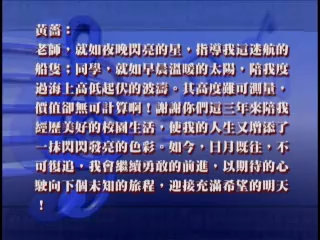 黃薔：
老師，就如夜晚閃亮的星，指導我這迷航的
船隻；同學，就如早晨溫暖的太陽，陪我度
過海上高低起伏的波濤。其高度難可測量，
價值卻無可計算啊！謝謝你們這三年來陪我
經歷美好的校園生活，使我的人生又增添了
一抹閃閃發亮的色彩。如今，日月既往，不
可復追，我會繼續勇敢的前進，以期待的心
駛向下個未知的旅程，迎接充滿希望的明天
！